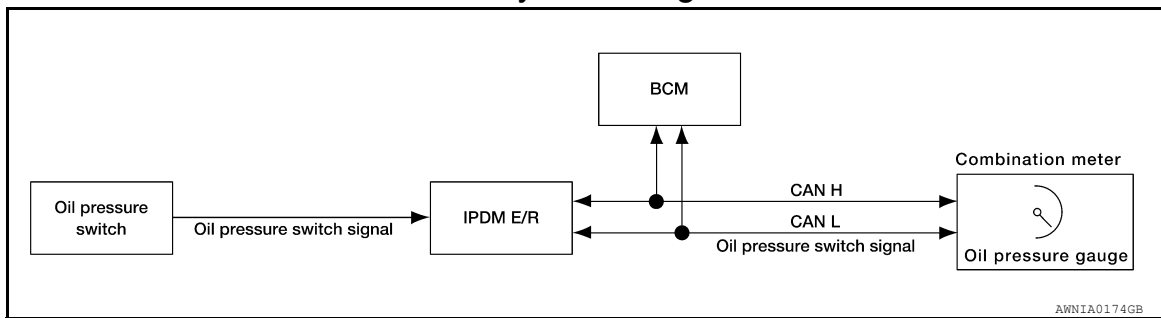 BCM
Combination meter
Oil pressure
switch
Oil pressure switch signal
IPDM E/R
CAN H
CAN L
Oil pressure switch signal
Oil pressure gauge
AWNIA0174GB